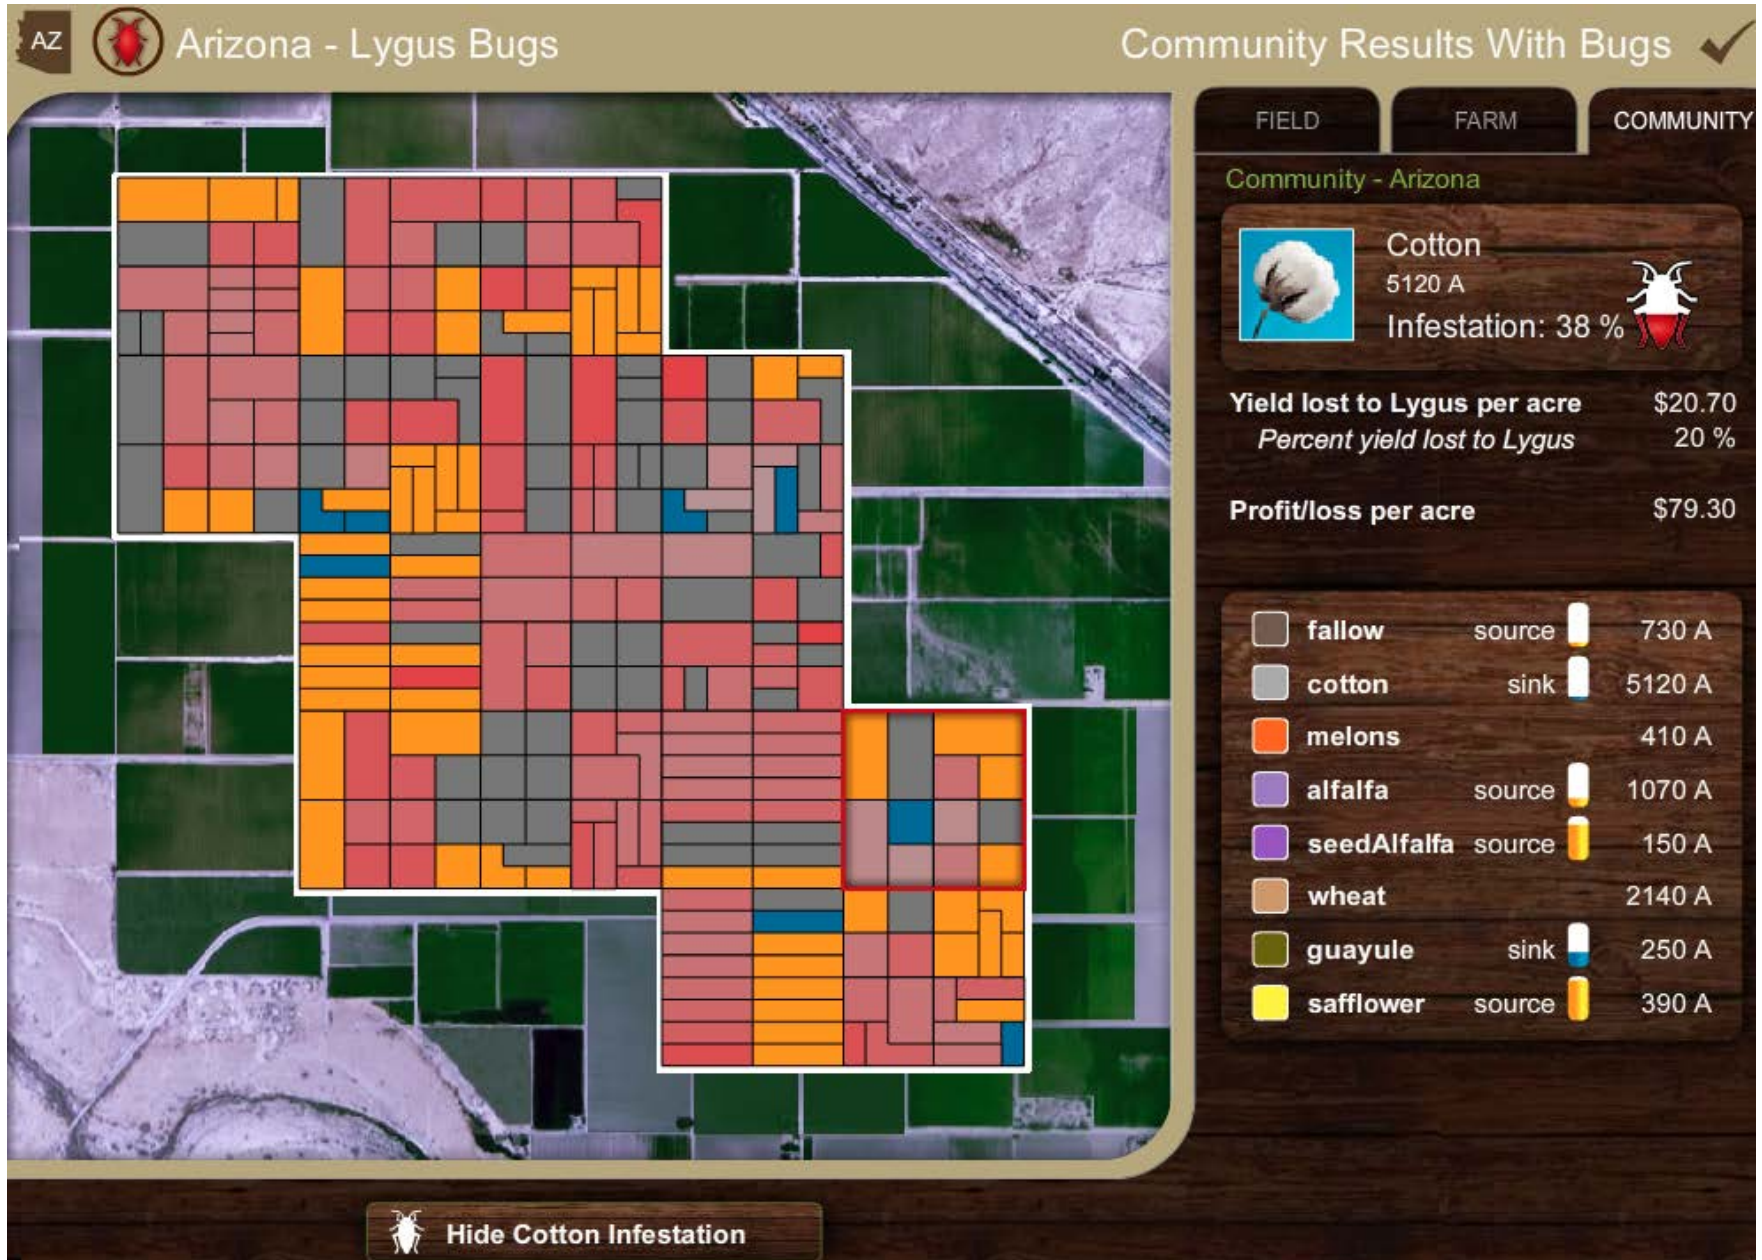 AZ
Arizona - Lygus Bugs
Community Results With Bugs
FIELD
FARM
COMMUNITY
Community - Arizona
Cotton
5120 A
Infestation: 38 %
Yield lost to Lygus per acre $20.70
Percent yield lost to Lygus 20 %
Profit/loss per acre $79.30
fallow source 730 A
cotton sink 5120 A
melons 410 A
alfalfa source 1070 A
seedAlfalfa source 150 A
wheat 2140 A
guayule sink 250 A
safflower source 390 A
Hide Cotton Infestation